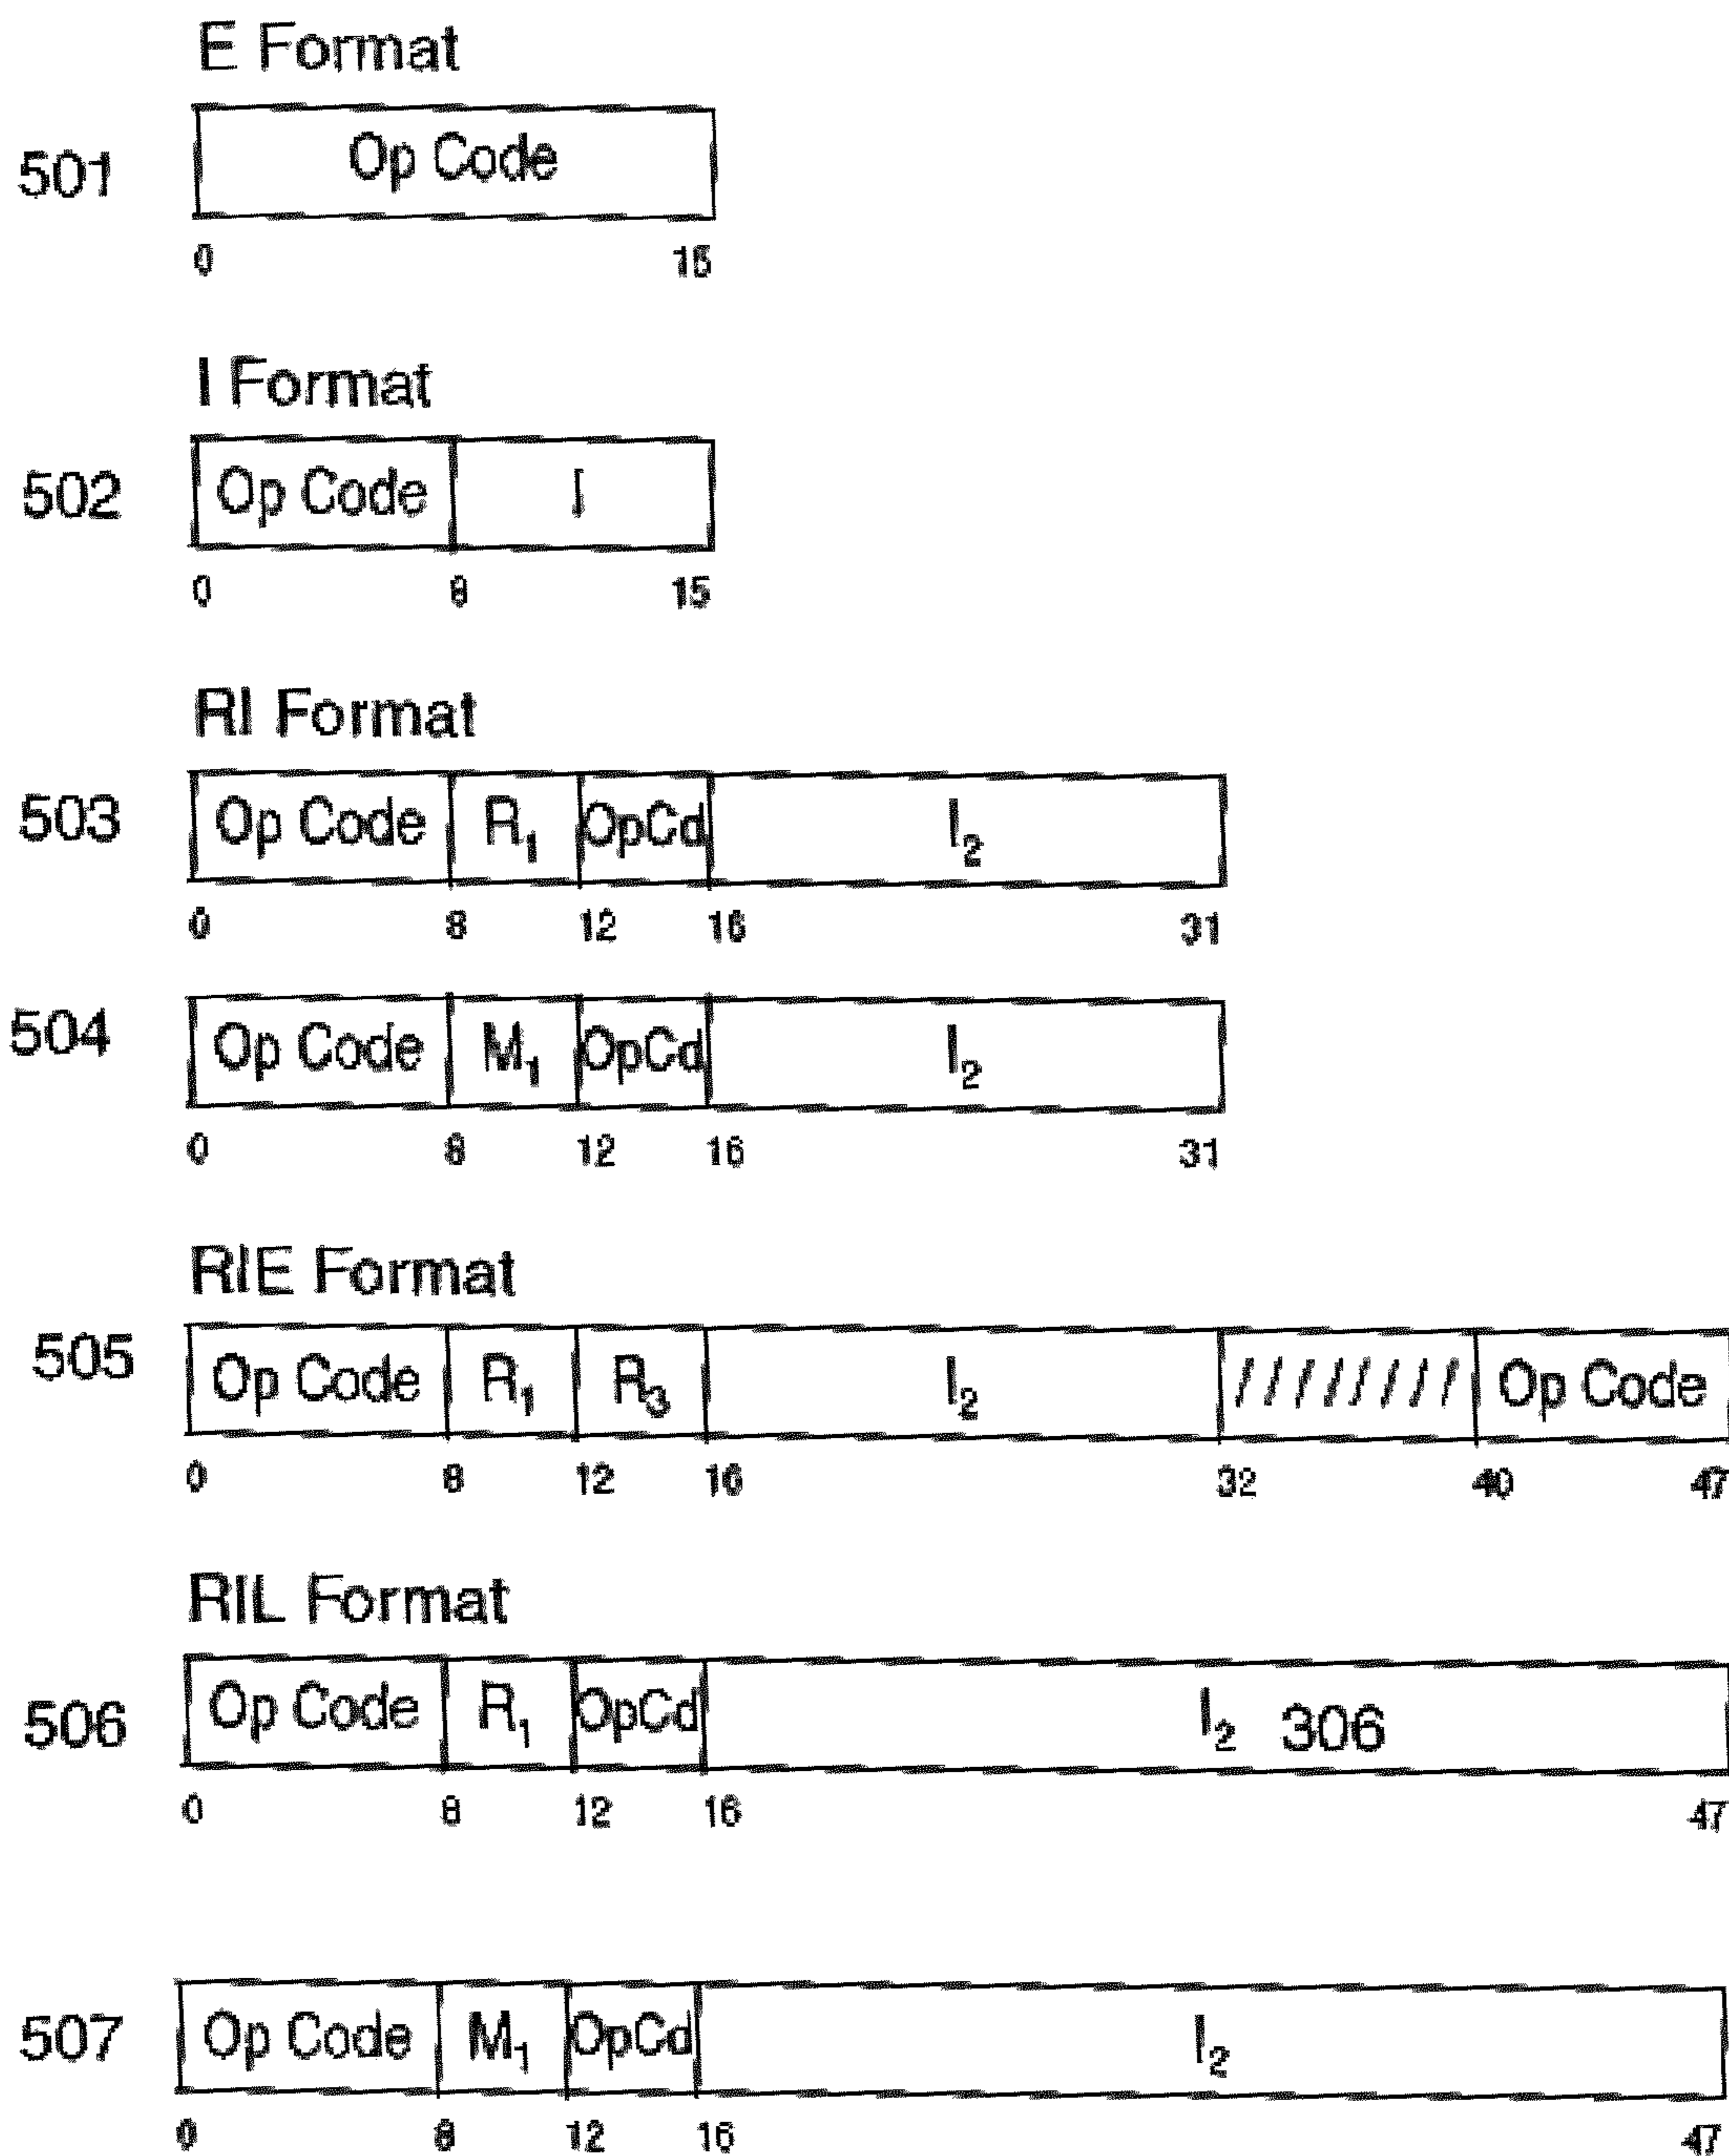 E Format
501 Op Code
0 15
I Format
502 Op Code I
0 8 15
RI Format
503 Op Code R₁ OpCd I₂
0 8 12 16 31
504 Op Code M₁ OpCd I₂
0 8 12 16 31
RIE Format
505 Op Code R₁ R₃ I₂ //////// Op Code
0 8 12 16 32 40 47
RIL Format
506 Op Code R₁ OpCd I₂ 306
0 8 12 16 47
507 Op Code M₁ OpCd I₂
0 8 12 16 47